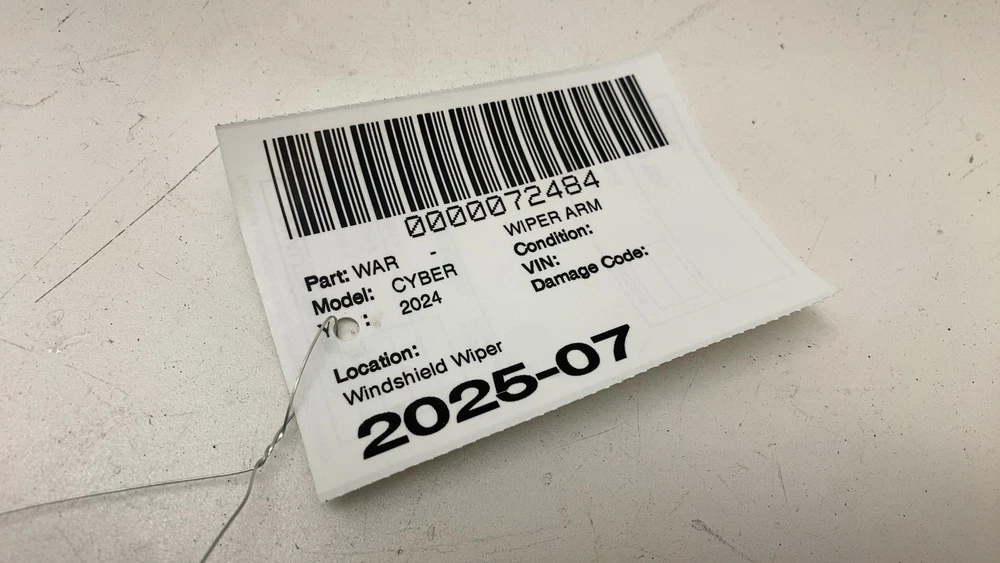 0000072484
Part: WAR - WIPER ARM
Model: CYBER Condition:
: 2024 VIN:
Damage Code:
Location:
Windshield Wiper
2025-07